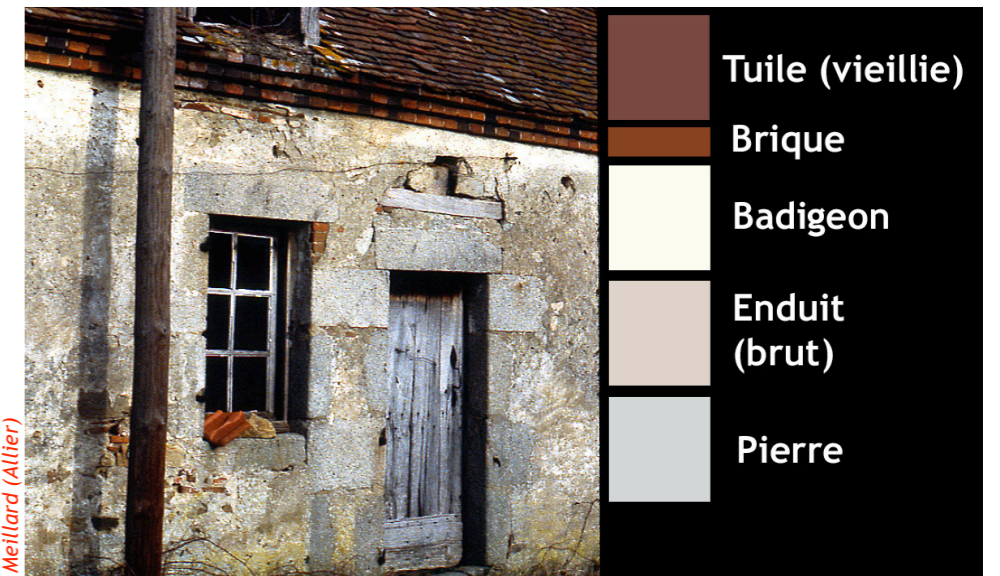 Tuile (vieillie)
Brique
Badigeon
Enduit
(brut)
Pierre
Meillard (Allier)